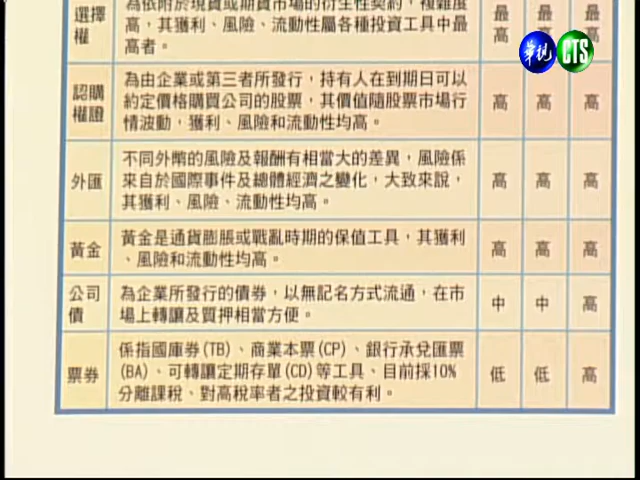 為依附於現貨或期貨市場的衍生性契約，複雜度
選擇權
高，其獲利、風險、流動性屬各種投資工具中最
高者。
最高
最高
最高
華視
CTS
認購權證
為由企業或第三者所發行，持有人在到期日可以
約定價格購買公司的股票，其價值隨股票市場行
情波動，獲利、風險和流動性均高。
高
高
高
外匯
不同外幣的風險及報酬有相當大的差異，風險係
來自於國際事件及總體經濟之變化，大致來說，
其獲利、風險、流動性均高。
高
高
高
黃金
黃金是通貨膨脹或戰亂時期的保值工具，其獲利
、風險和流動性均高。
高
高
高
公司債
為企業所發行的債券，以無記名方式流通，在市
場上轉讓及質押相當方便。
中
中
高
票券
係指國庫券(TB)、商業本票(CP)、銀行承兌匯票
(BA)、可轉讓定期存單(CD)等工具、目前採10%
分離課稅、對高稅率者之投資較有利。
低
低
高